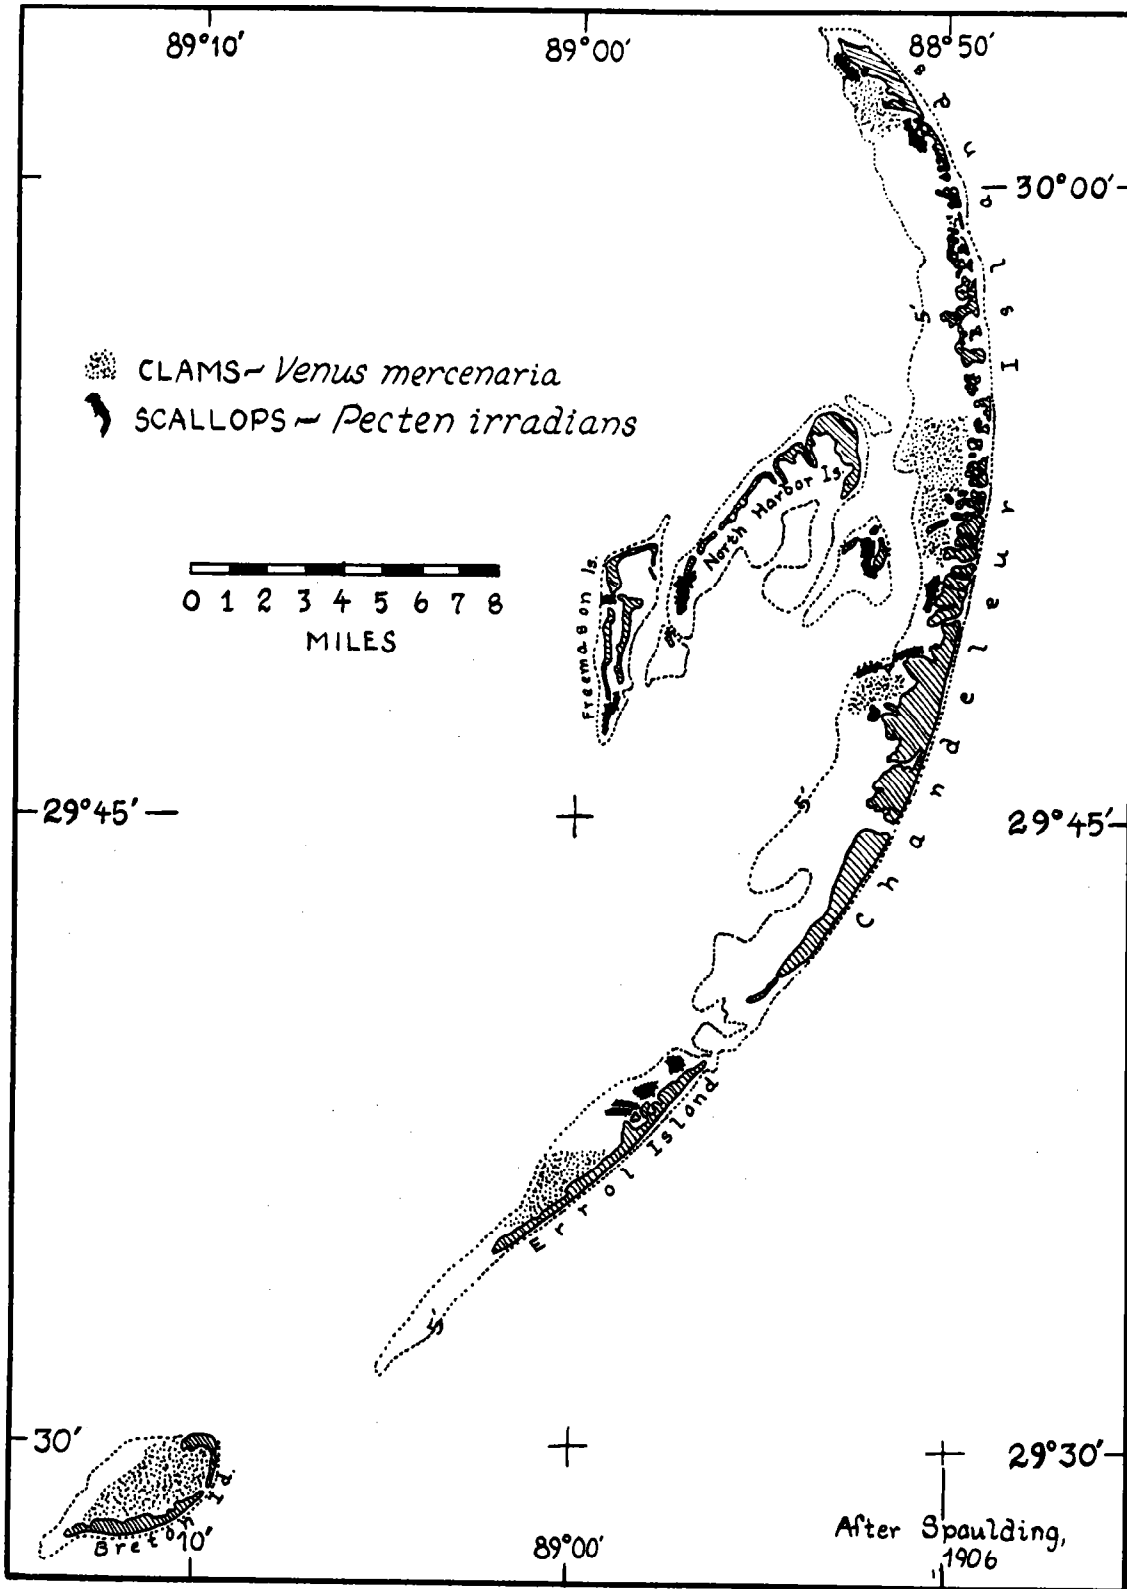 89°10'
89°00'
88°50'
30°00'
CLAMS ~ Venus mercenaria
SCALLOPS ~ Pecten irradians
5'
North Harbor Is.
Freemason Is.
0 1 2 3 4 5 6 7 8
MILES
Chandeleur Islands
29°45'
5'
29°45'
Errol Island
5'
30'
29°30'
Breton Id.
10'
89°00'
After Spaulding,
1906